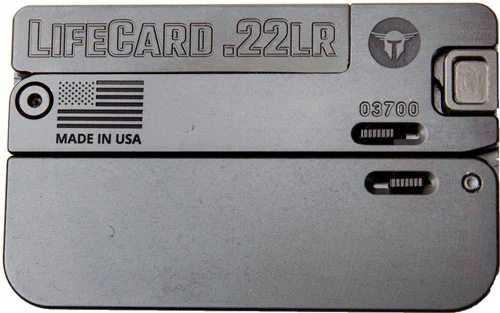 LIFECARD .22LR
03700
MADE IN USA